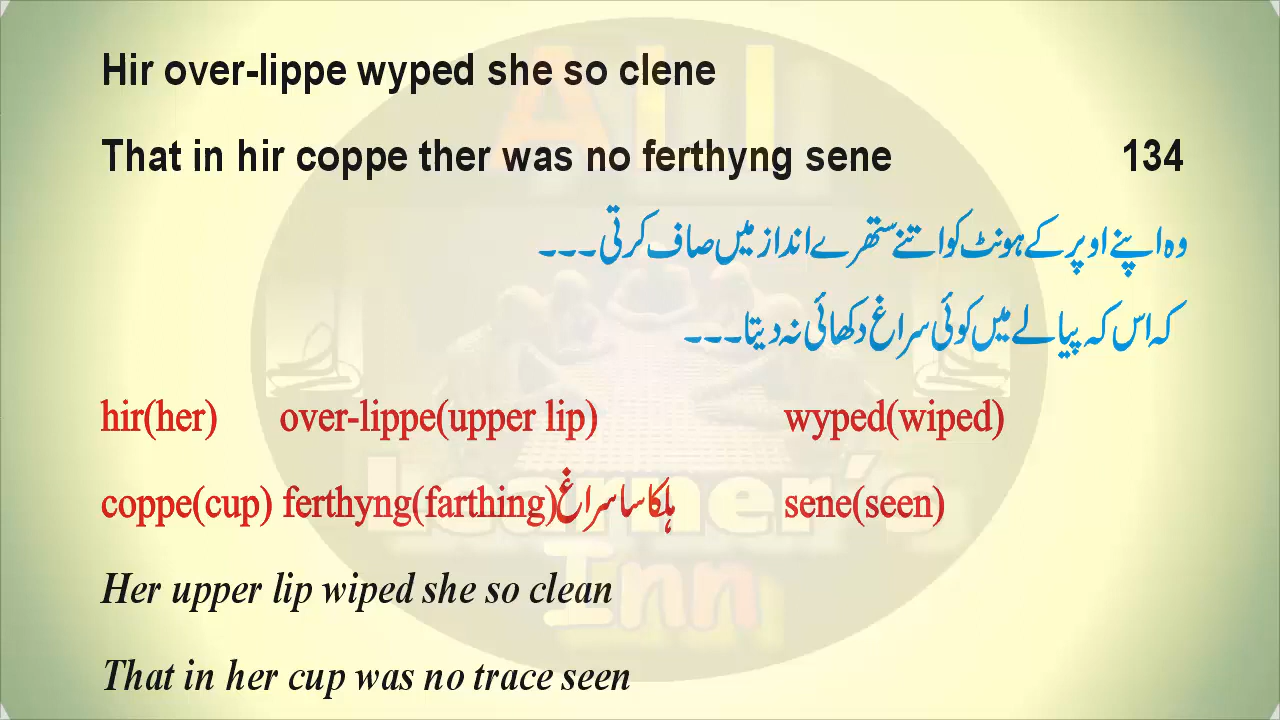 Hir over-lippe wyped she so clene
That in hir coppe ther was no ferthyng sene 134
وہ اپنے اوپر کے ہونٹ کو اتنے ستھرے انداز میں صاف کرتی ۔۔۔
کہ اس کہ پیالے میں کوئی سراغ دکھائی نہ دیتا ۔۔۔
hir(her) over-lippe(upper lip) wyped(wiped)
coppe(cup) ferthyng(farthing)ہلکا سا سراغ sene(seen)
Her upper lip wiped she so clean
That in her cup was no trace seen
ALL
Learner's
Inn